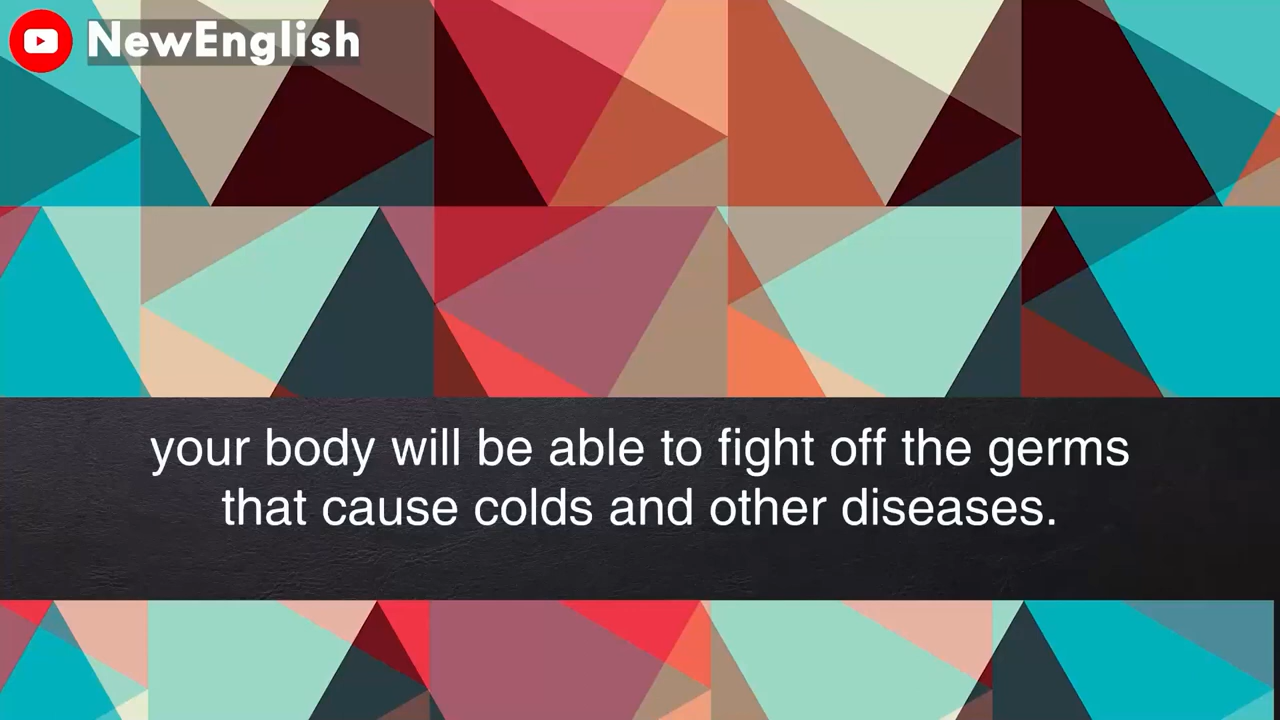 NewEnglish
your body will be able to fight off the germs
that cause colds and other diseases.